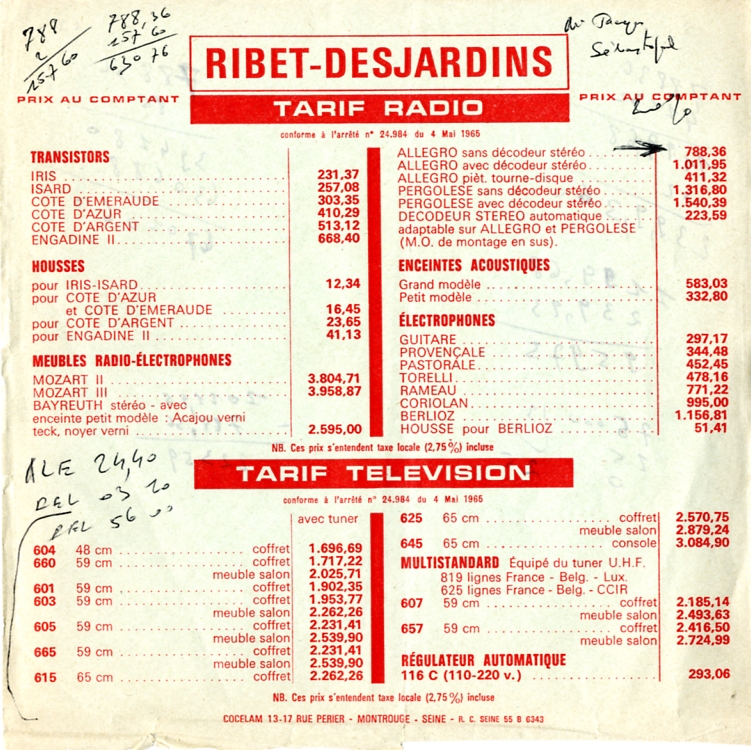 788
2
15760
788,36
157 60
630 76
Sébastopol
RIBET-DESJARDINS
PRIX AU COMPTANT
TARIF RADIO
PRIX AU COMPTANT
conforme à l'arrêté n° 24.984 du 4 Mai 1965
TRANSISTORS
IRIS 231,37
ISARD 257,08
COTE D'EMERAUDE 303,35
COTE D'AZUR 410,29
COTE D'ARGENT 513,12
ENGADINE II 668,40
HOUSSES
pour IRIS-ISARD 12,34
pour COTE D'AZUR
et COTE D'EMERAUDE 16,45
pour COTE D'ARGENT 23,65
pour ENGADINE II 41,13
MEUBLES RADIO-ÉLECTROPHONES
MOZART II 3.804,71
MOZART III 3.958,87
BAYREUTH stéréo - avec
enceinte petit modèle : Acajou verni
teck, noyer verni 2.595,00
ALLEGRO sans décodeur stéréo 788,36
ALLEGRO avec décodeur stéréo 1.011,95
ALLEGRO pièt. tourne-disque 411,32
PERGOLESE sans décodeur stéréo 1.316,80
PERGOLESE avec décodeur stéréo 1.540,39
DECODEUR STEREO automatique 223,59
adaptable sur ALLEGRO et PERGOLESE
(M.O. de montage en sus).
ENCEINTES ACOUSTIQUES
Grand modèle 583,03
Petit modèle 332,80
ÉLECTROPHONES
GUITARE 297,17
PROVENÇALE 344,48
PASTORALE 452,45
TORELLI 478,16
RAMEAU 771,22
CORIOLAN 995,00
BERLIOZ 1.156,81
HOUSSE pour BERLIOZ 51,41
NB. Ces prix s'entendent taxe locale (2,75%) incluse
ALE 24,40
DEL 03 20
DEL 56 00
TARIF TELEVISION
conforme à l'arrêté n° 24.984 du 4 Mai 1965
avec tuner
604 48 cm coffret 1.696,69
660 59 cm coffret 1.717,22
meuble salon 2.025,71
601 59 cm coffret 1.902,35
603 59 cm coffret 1.953,77
meuble salon 2.262,26
605 59 cm coffret 2.231,41
meuble salon 2.539,90
665 59 cm coffret 2.231,41
meuble salon 2.539,90
615 65 cm coffret 2.262,26
625 65 cm coffret 2.570,75
meuble salon 2.879,24
645 65 cm console 3.084,90
MULTISTANDARD Équipé du tuner U.H.F.
819 lignes France - Belg. - Lux.
625 lignes France - Belg. - CCIR
607 59 cm coffret 2.185,14
meuble salon 2.493,63
657 59 cm coffret 2.416,50
meuble salon 2.724,99
RÉGULATEUR AUTOMATIQUE
116 C (110-220 v.) 293,06
NB. Ces prix s'entendent taxe locale (2,75%) incluse
COCELAM 13-17 RUE PERIER - MONTROUGE - SEINE - R. C. SEINE 55 B 6343